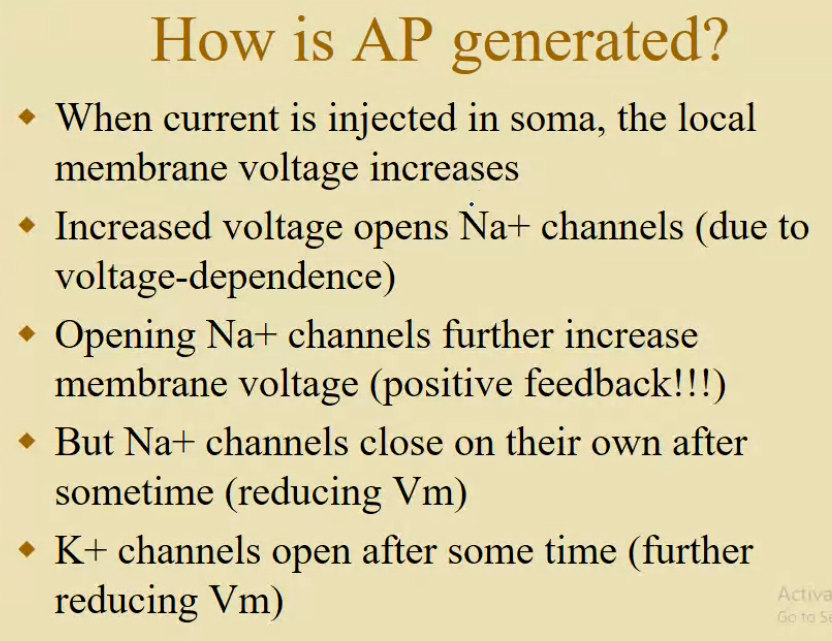 How is AP generated?
When current is injected in soma, the local
membrane voltage increases
Increased voltage opens Na+ channels (due to
voltage-dependence)
Opening Na+ channels further increase
membrane voltage (positive feedback!!!)
But Na+ channels close on their own after
sometime (reducing Vm)
K+ channels open after some time (further
reducing Vm)
Go to